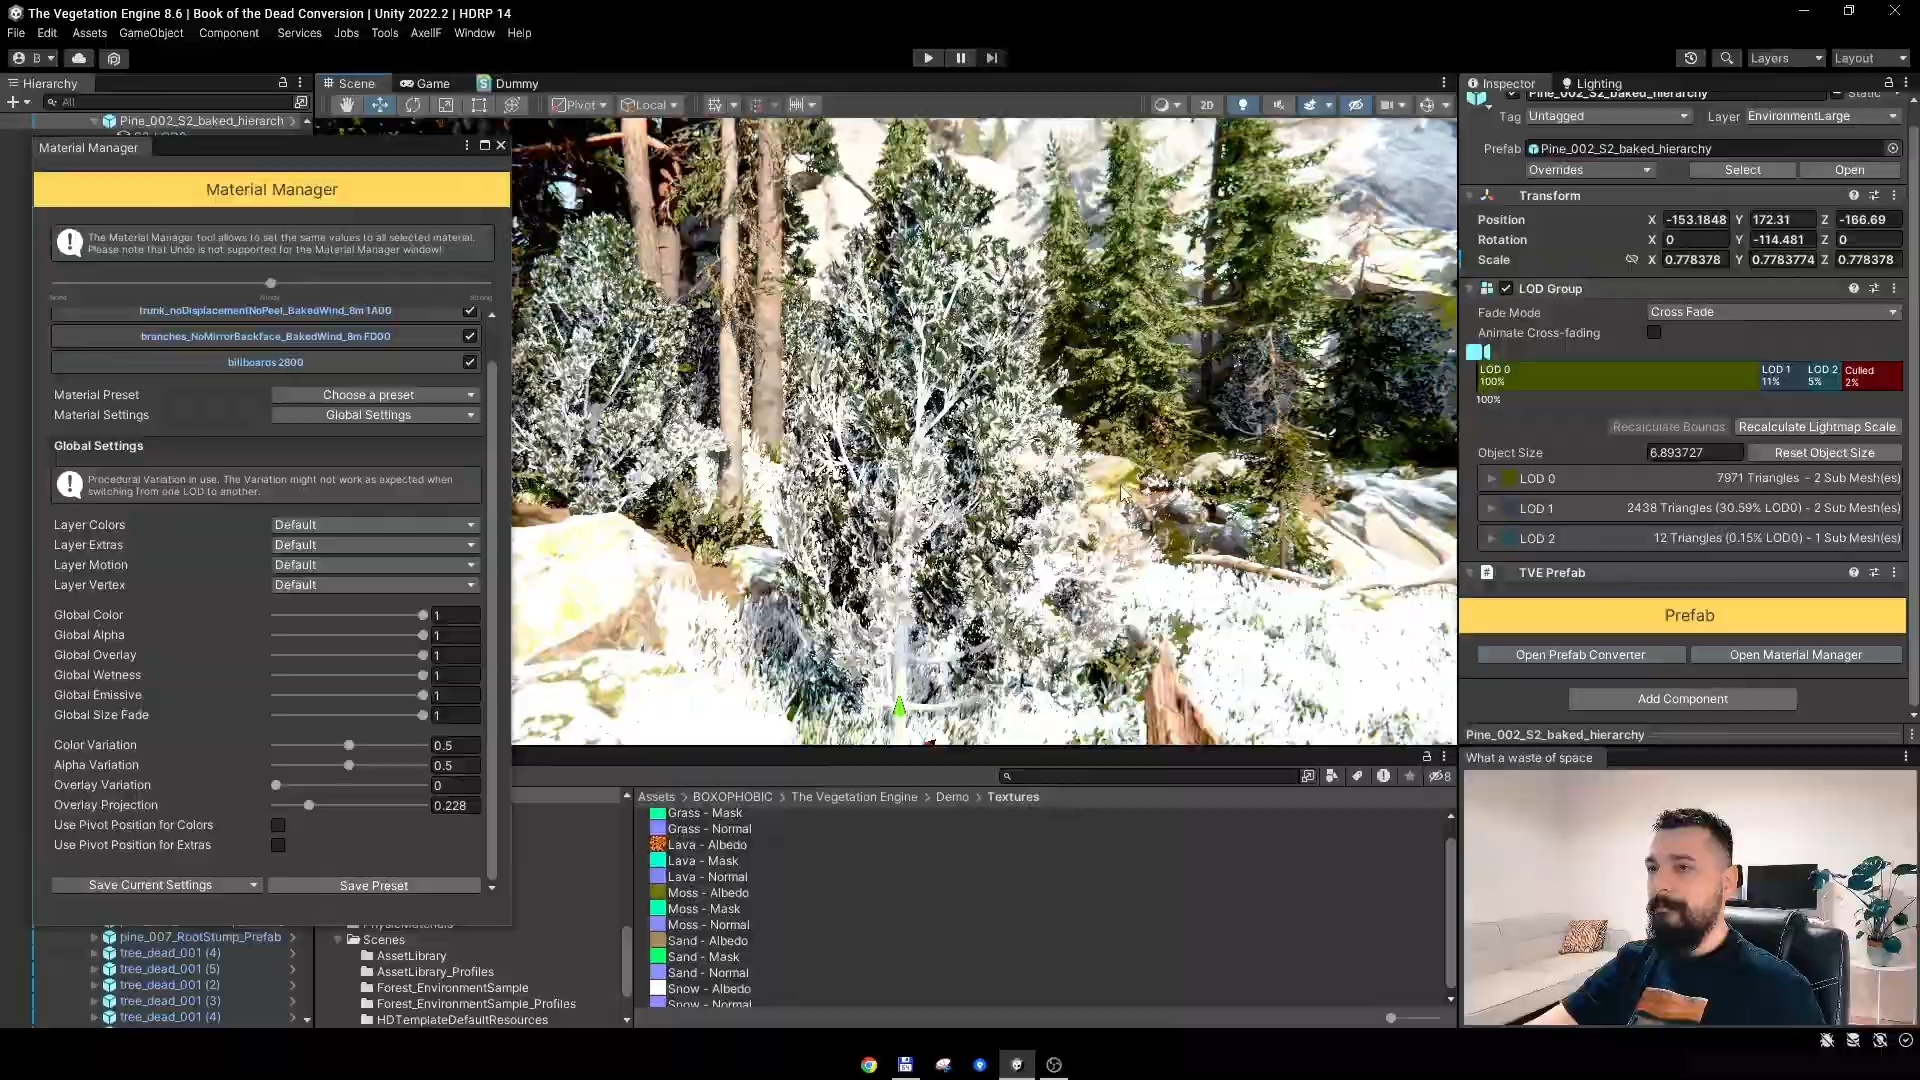 The Vegetation Engine 8.6 | Book of the Dead Conversion | Unity 2022.2 | HDRP 14
File Edit Assets GameObject Component Services Jobs Tools AxelF Window Help
B Layers Layout
Hierarchy Scene Game Dummy Inspector Lighting
All Pivot Local 2D
Pine_002_S2_baked_hierarch
Pine_002_S2_baked_hierarchy Static
Tag Untagged Layer EnvironmentLarge
Prefab Pine_002_S2_baked_hierarchy
Overrides Select Open
Transform
Position X -153.1848 Y 172.31 Z -166.69
Rotation X 0 Y -114.481 Z 0
Scale X 0.778378 Y 0.7783774 Z 0.778378
LOD Group
Fade Mode Cross Fade
Animate Cross-fading
LOD 0 LOD 1 LOD 2 Culled
100% 11% 5% 2%
100%
Recalculate Bounds Recalculate Lightmap Scale
Object Size 6.893727 Reset Object Size
LOD 0 7971 Triangles - 2 Sub Mesh(es)
LOD 1 2438 Triangles (30.59% LOD0) - 2 Sub Mesh(es)
LOD 2 12 Triangles (0.15% LOD0) - 1 Sub Mesh(es)
TVE Prefab
Prefab
Open Prefab Converter Open Material Manager
Add Component
Pine_002_S2_baked_hierarchy
What a waste of space
Material Manager
Material Manager
The Material Manager tool allows to set the same values to all selected material.
Please note that Undo is not supported for the Material Manager window!
None Windy Strong
trunk_noDisplacementNoPeel_BakedWind_8m 1A00
branches_NoMirrorBackface_BakedWind_8m FD00
billboards 2800
Material Preset Choose a preset
Material Settings Global Settings
Global Settings
Procedural Variation in use. The Variation might not work as expected when
switching from one LOD to another.
Layer Colors Default
Layer Extras Default
Layer Motion Default
Layer Vertex Default
Global Color 1
Global Alpha 1
Global Overlay 1
Global Wetness 1
Global Emissive 1
Global Size Fade 1
Color Variation 0.5
Alpha Variation 0.5
Overlay Variation 0
Overlay Projection 0.228
Use Pivot Position for Colors
Use Pivot Position for Extras
Save Current Settings Save Preset
pine_007_RootStump_Prefab
tree_dead_001 (4)
tree_dead_001 (5)
tree_dead_001 (2)
tree_dead_001 (3)
tree_dead_001 (4)
Scenes
AssetLibrary
AssetLibrary_Profiles
Forest_EnvironmentSample
Forest_EnvironmentSample_Profiles
HDTemplateDefaultResources
8
Assets > BOXOPHOBIC > The Vegetation Engine > Demo > Textures
Grass - Mask
Grass - Normal
Lava - Albedo
Lava - Mask
Lava - Normal
Moss - Albedo
Moss - Mask
Moss - Normal
Sand - Albedo
Sand - Mask
Sand - Normal
Snow - Albedo
Snow - Normal